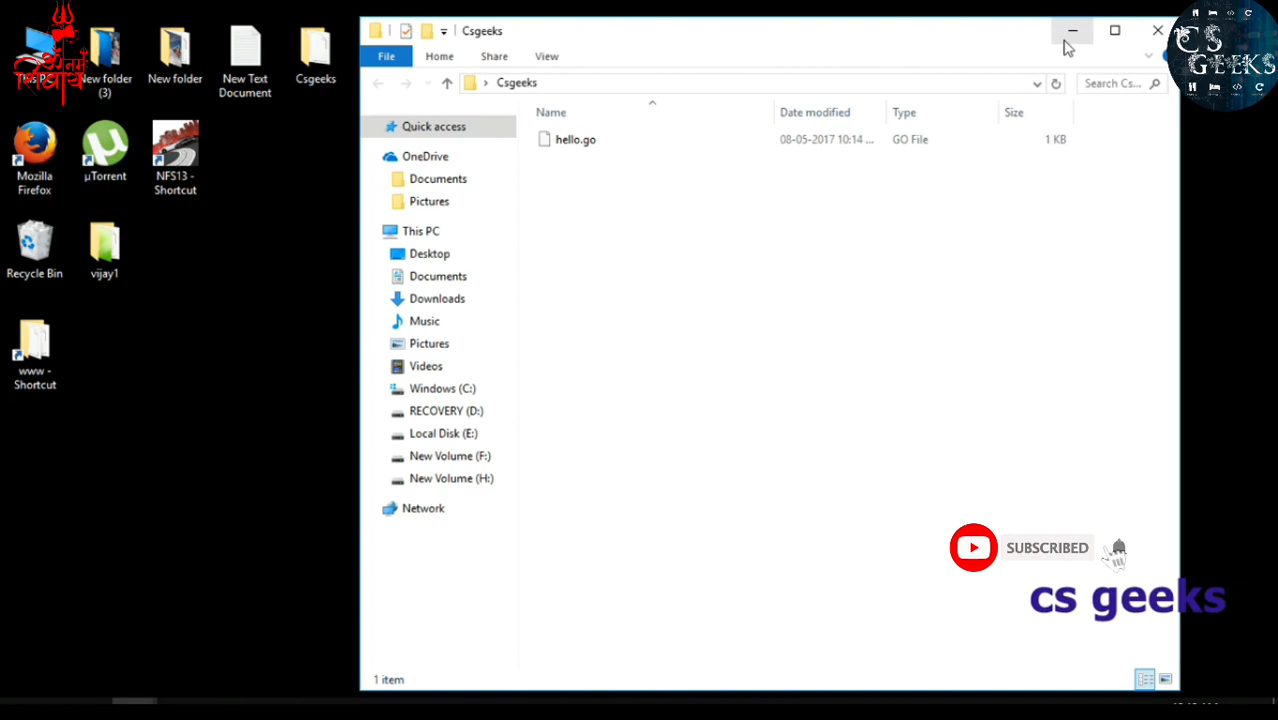 This PC
New folder (3)
New folder
New Text Document
Csgeeks
ॐ नमः
शिवाय
Mozilla Firefox
µTorrent
NFS13 - Shortcut
Recycle Bin
vijay1
www - Shortcut
Csgeeks
File Home Share View
Csgeeks
Search Cs...
Name Date modified Type Size
hello.go 08-05-2017 10:14 ... GO File 1 KB
Quick access
OneDrive
Documents
Pictures
This PC
Desktop
Documents
Downloads
Music
Pictures
Videos
Windows (C:)
RECOVERY (D:)
Local Disk (E:)
New Volume (F:)
New Volume (H:)
Network
1 item
CS
GEEKS
SUBSCRIBED
cs geeks